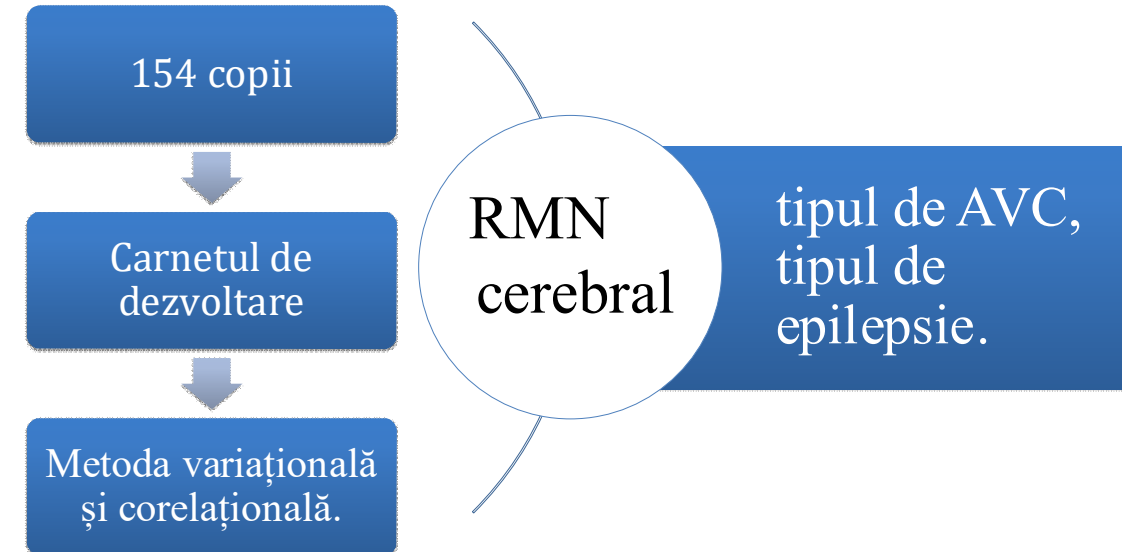 154 copii
Carnetul de
dezvoltare
Metoda variațională
și corelațională.
RMN
cerebral
tipul de AVC,
tipul de
epilepsie.